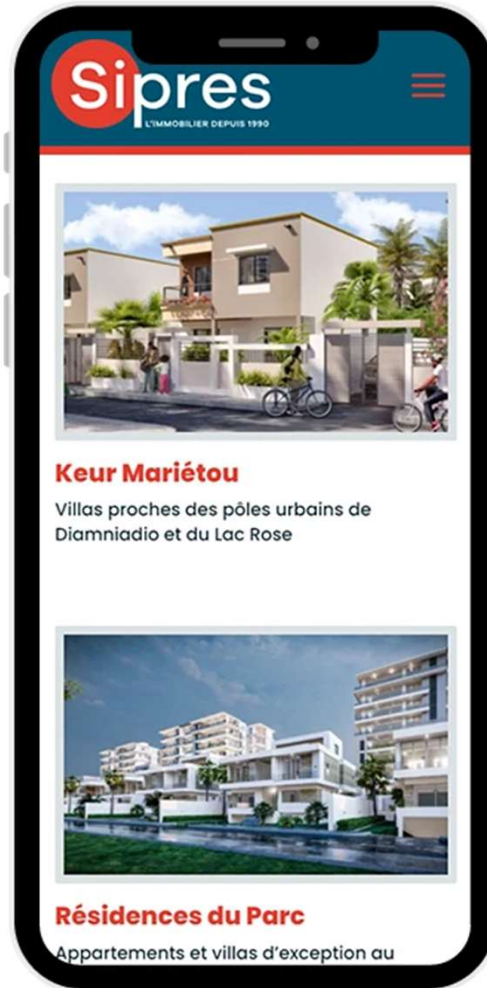 Sipres
L'IMMOBILIER DEPUIS 1990
Keur Mariétou
Villas proches des pôles urbains de
Diamniadio et du Lac Rose
Résidences du Parc
Appartements et villas d'exception au